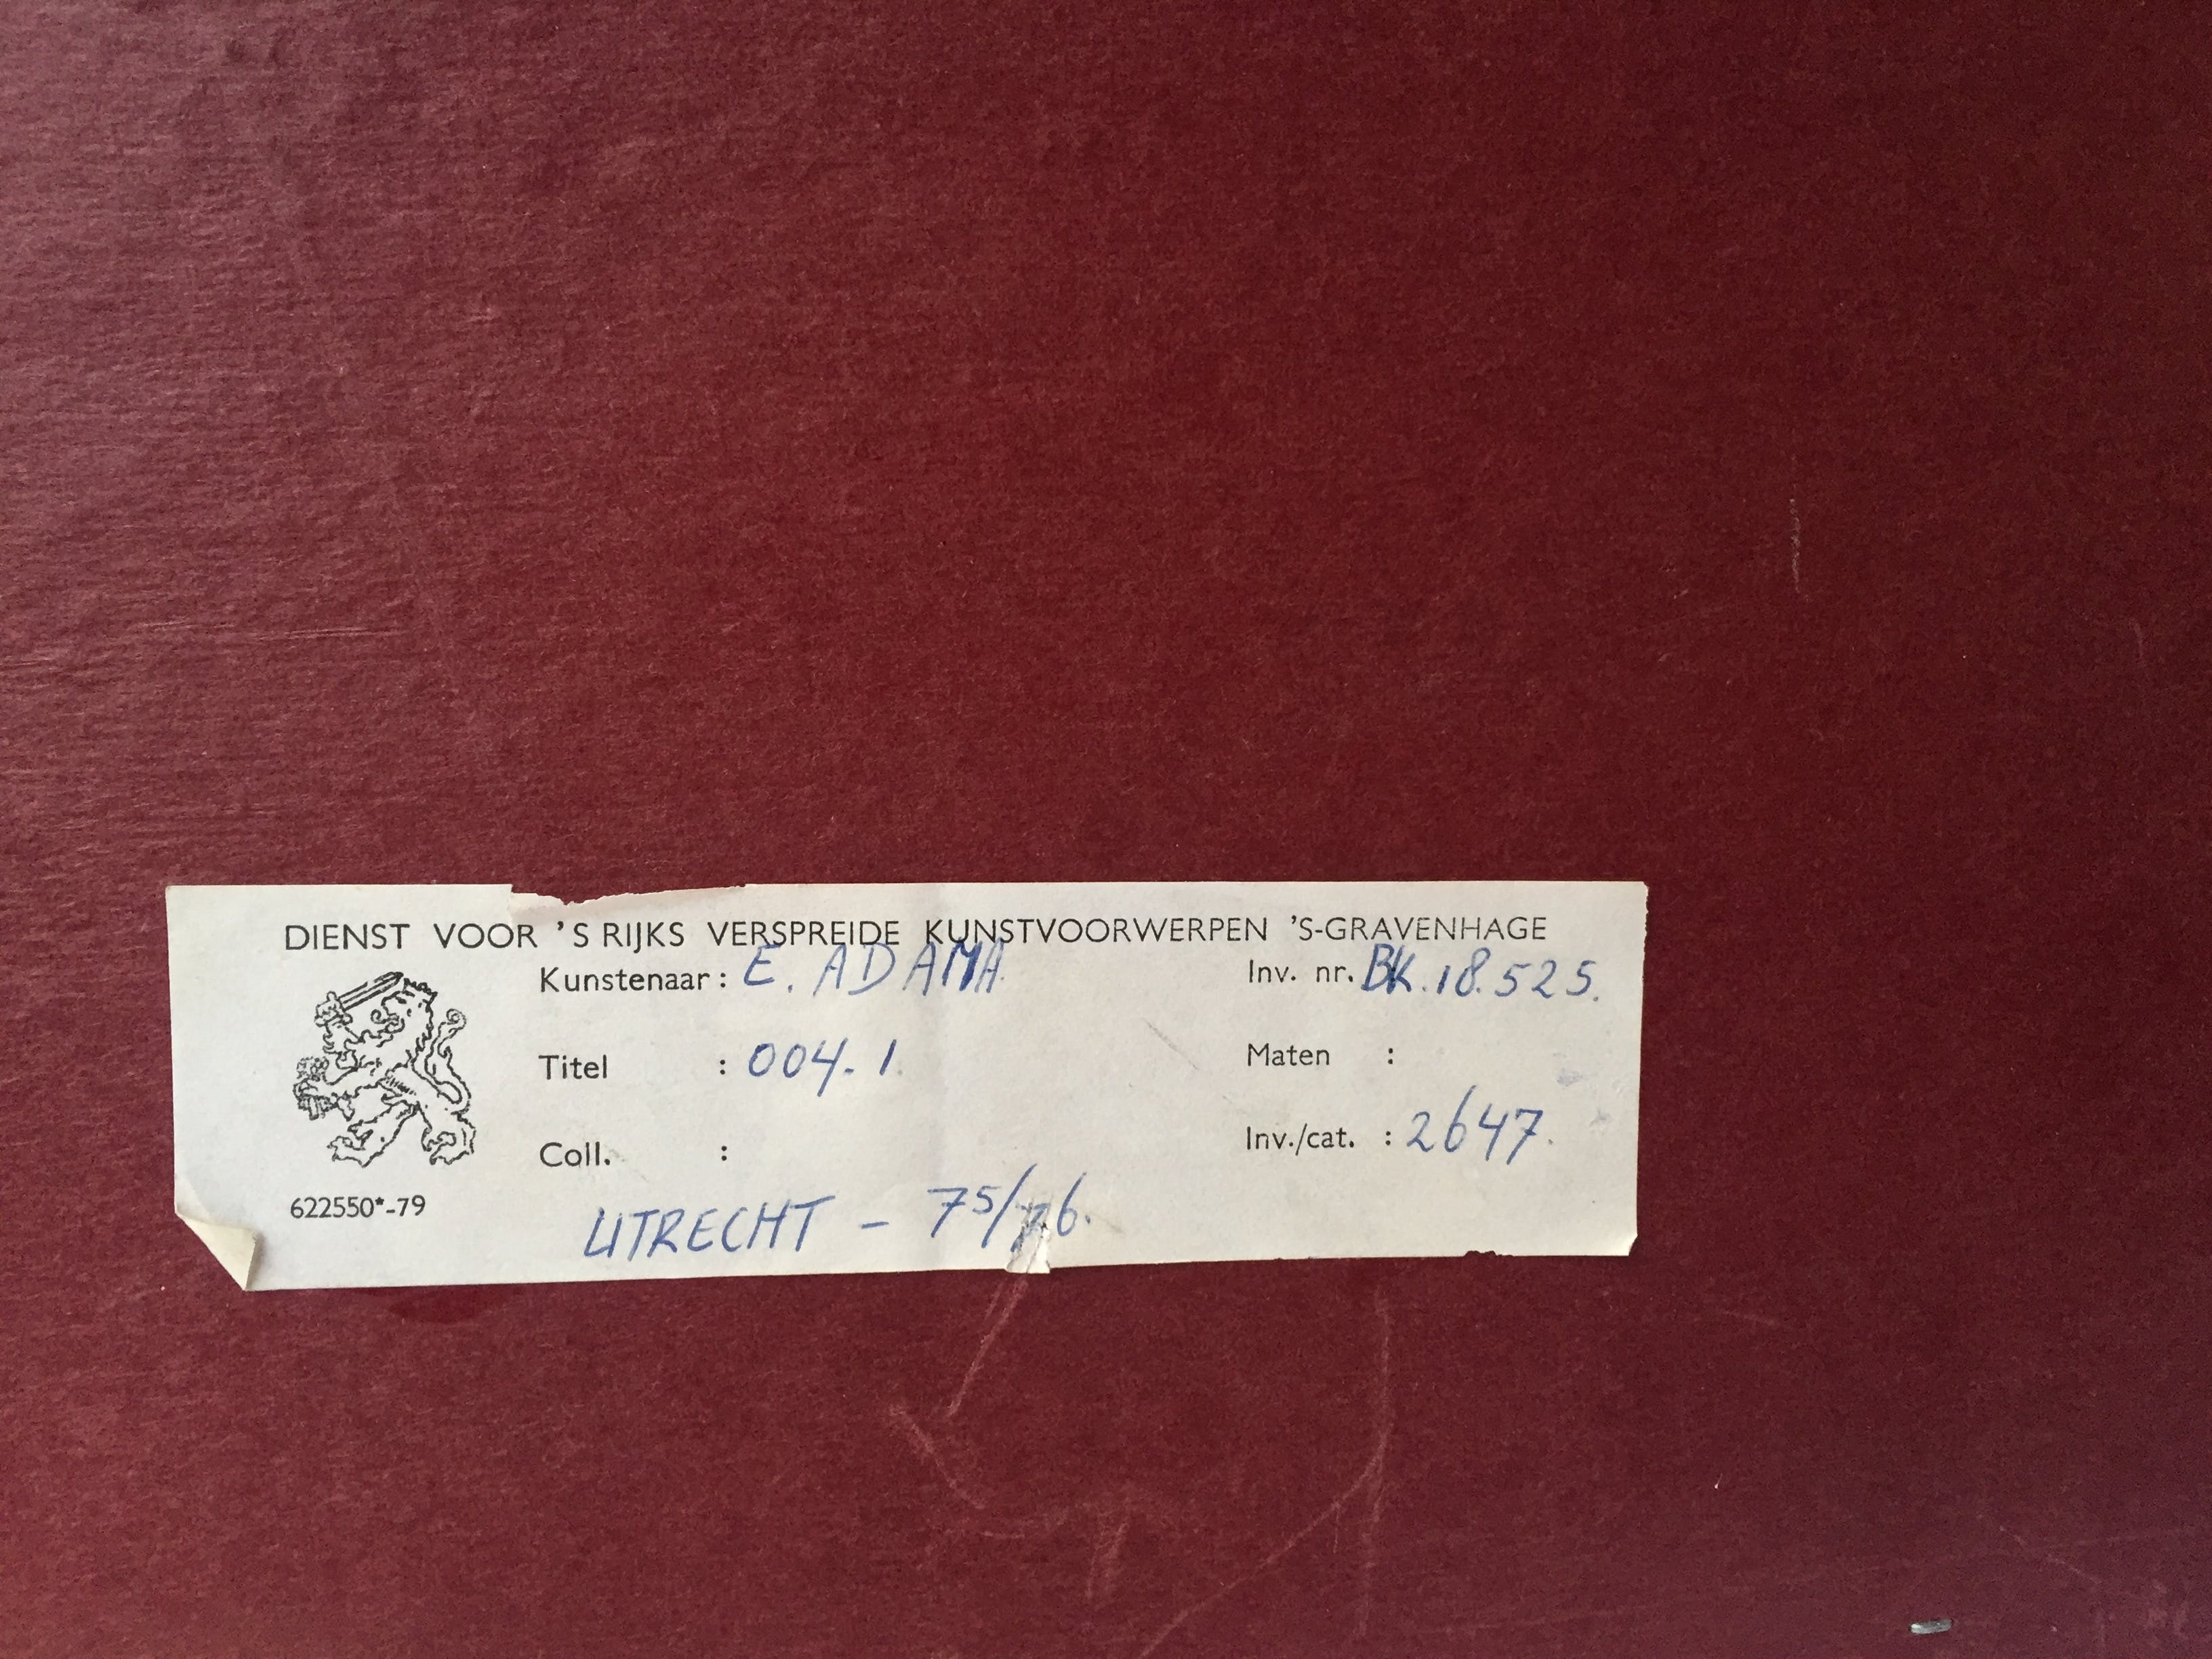 DIENST VOOR 'S RIJKS VERSPREIDE KUNSTVOORWERPEN 'S-GRAVENHAGE
Kunstenaar : E. ADAMA Inv. nr. BK.18.525.
Titel : 004.1. Maten :
Coll. : Inv./cat. : 2647.
622550*-79
UTRECHT - 75/76.